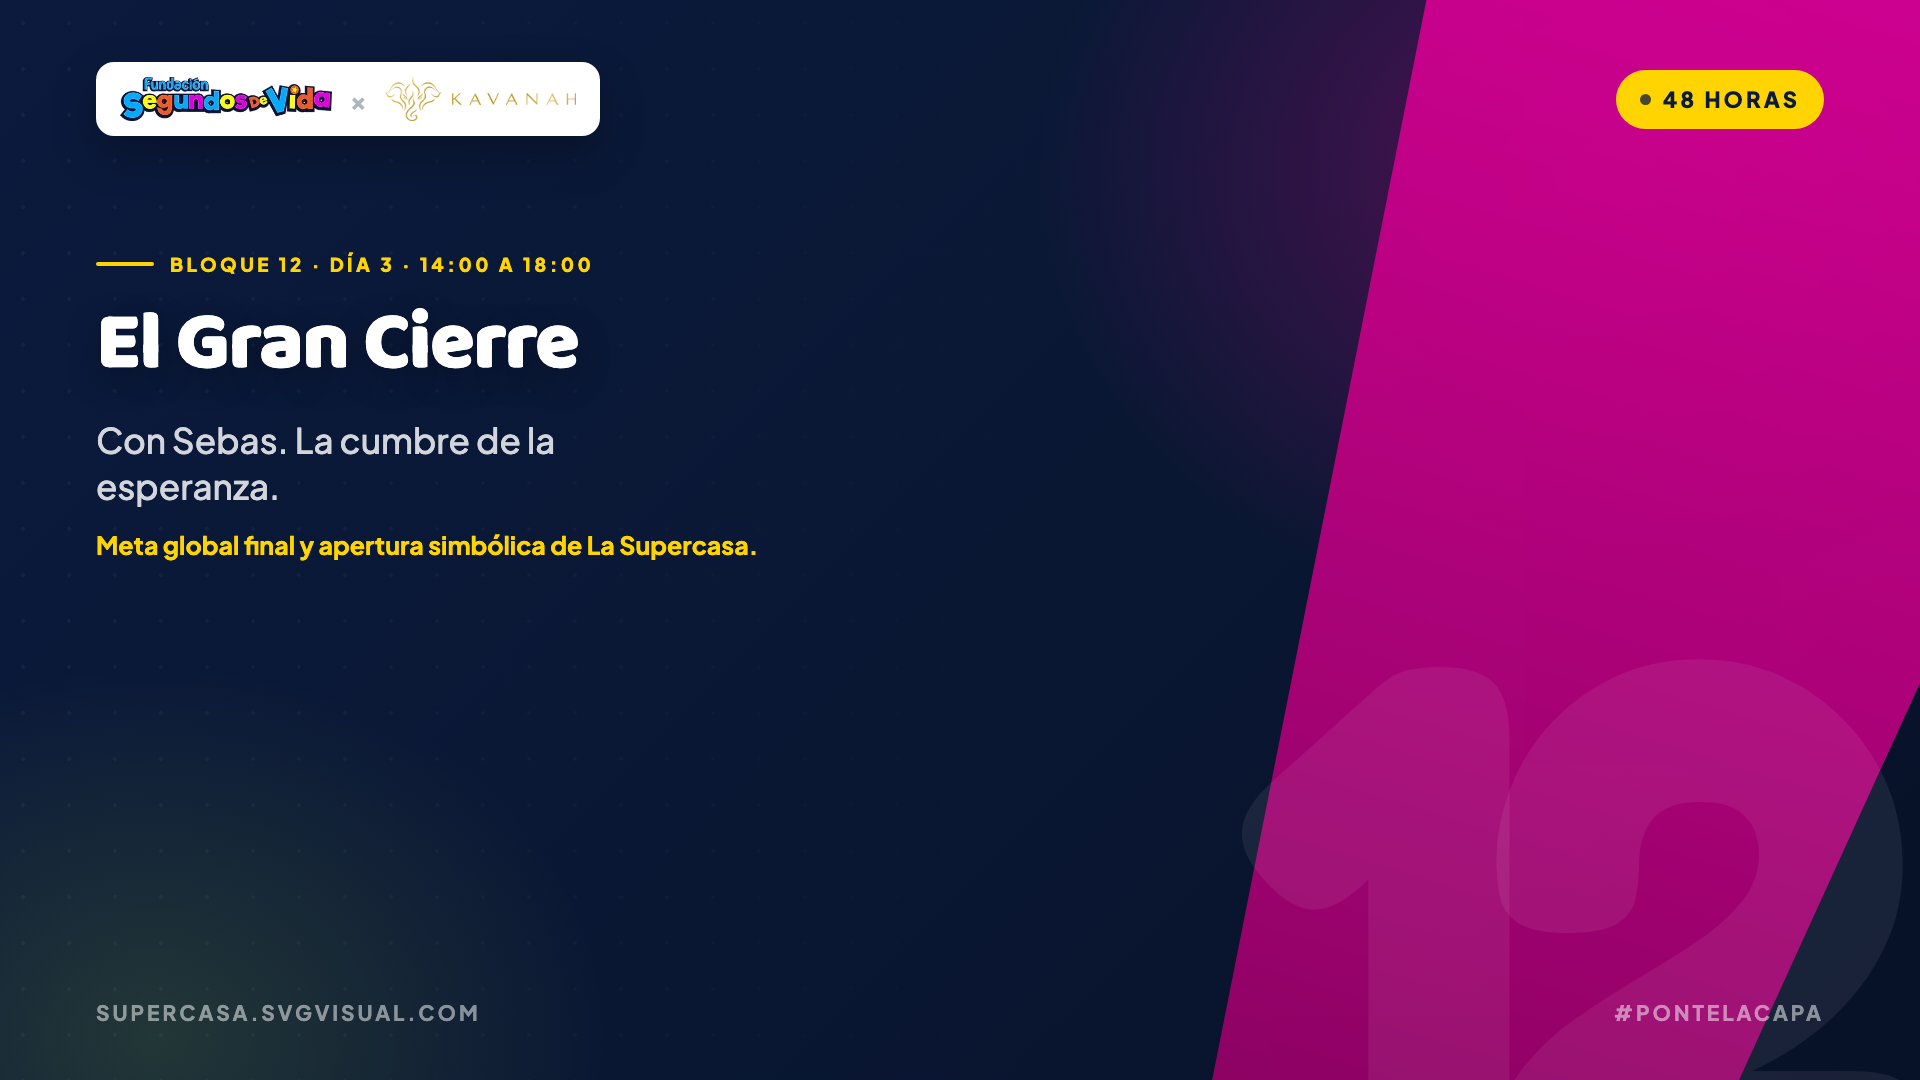 Fundación
Segundos de Vida × KAVANAH
48 HORAS
BLOQUE 12 · DÍA 3 · 14:00 A 18:00
El Gran Cierre
Con Sebas. La cumbre de la
esperanza.
Meta global final y apertura simbólica de La Supercasa.
12
SUPERCASA.SVGVISUAL.COM
#PONTELACAPA